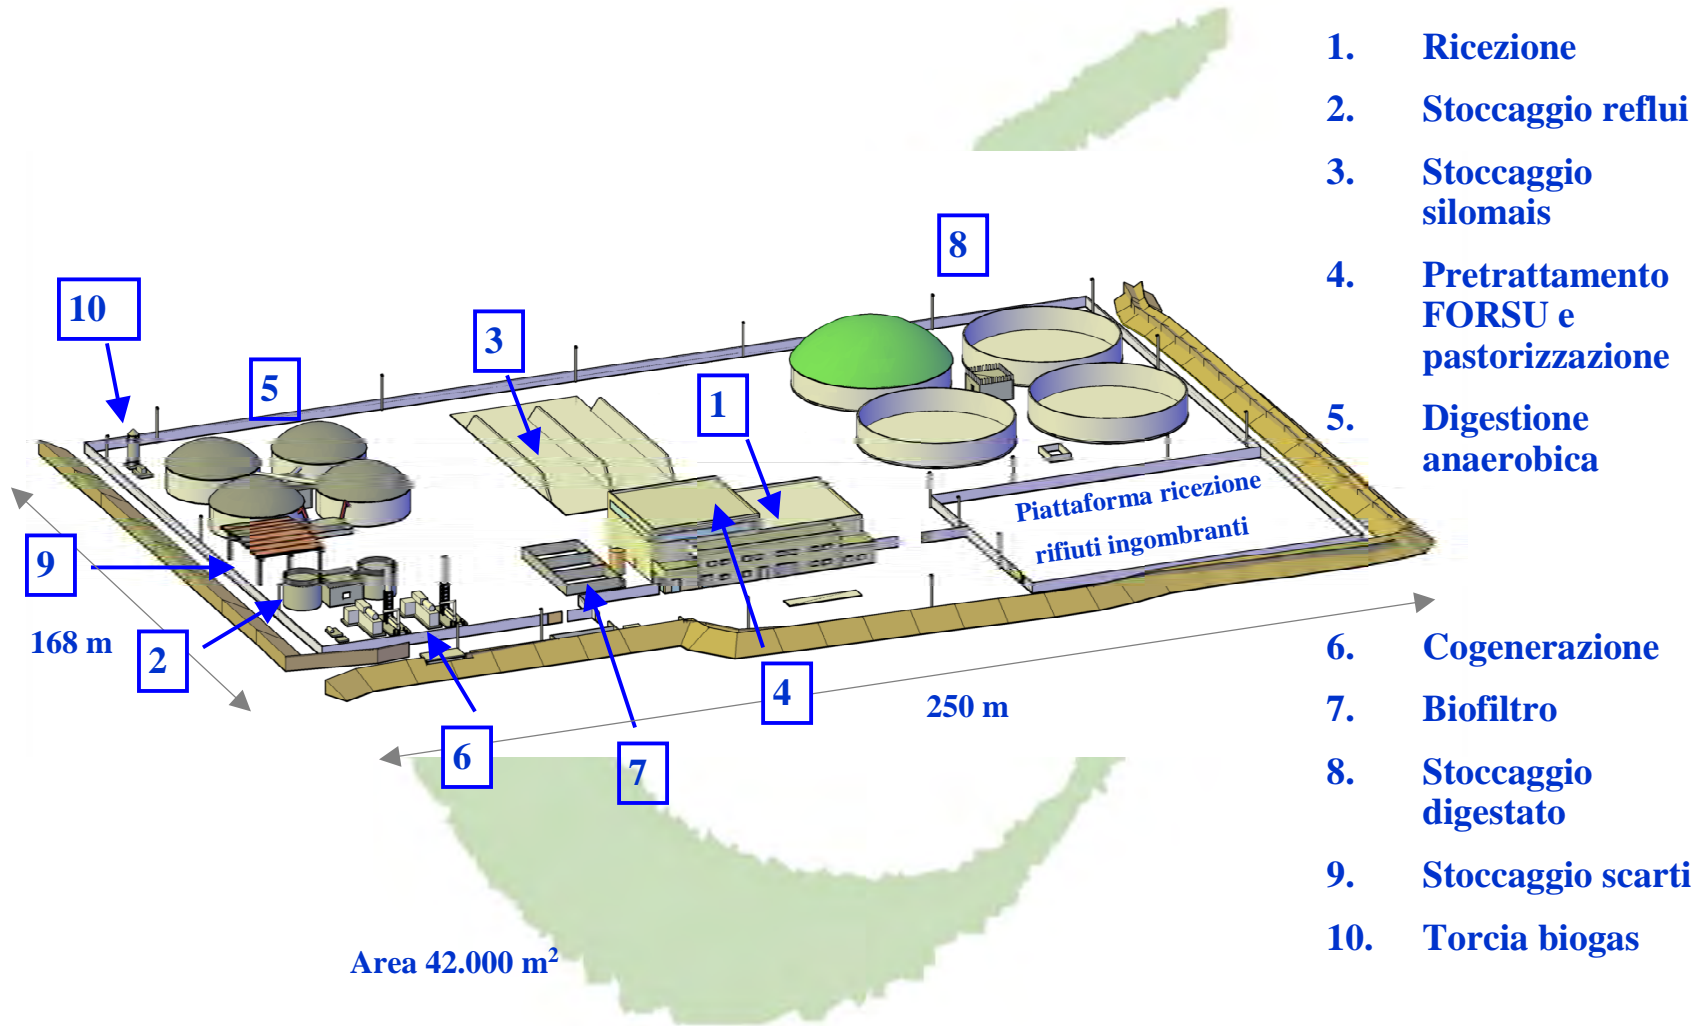 1. Ricezione
2. Stoccaggio reflui
3. Stoccaggio
silomais
4. Pretrattamento
FORSU e
pastorizzazione
5. Digestione
anaerobica
6. Cogenerazione
7. Biofiltro
8. Stoccaggio
digestato
9. Stoccaggio scarti
10. Torcia biogas
8
10
3
5
1
Piattaforma ricezione
rifiuti ingombranti
9
168 m
2
4
250 m
6
7
Area 42.000 m²